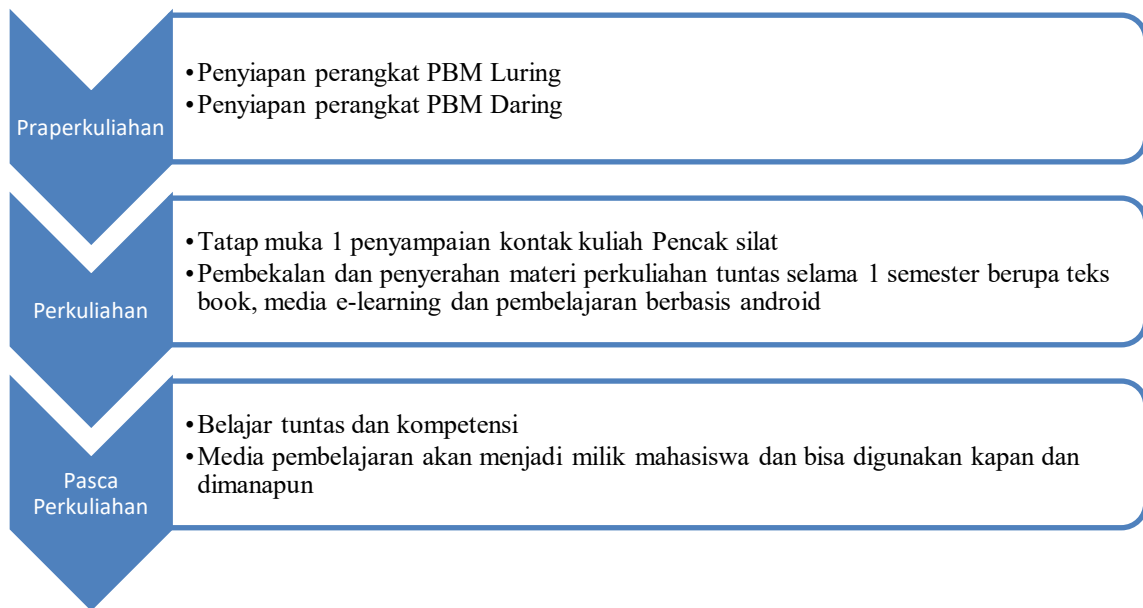 Praperkuliahan
•Penyiapan perangkat PBM Luring
•Penyiapan perangkat PBM Daring
Perkuliahan
•Tatap muka 1 penyampaian kontak kuliah Pencak silat
•Pembekalan dan penyerahan materi perkuliahan tuntas selama 1 semester berupa teks
book, media e-learning dan pembelajaran berbasis android
Pasca
Perkuliahan
•Belajar tuntas dan kompetensi
•Media pembelajaran akan menjadi milik mahasiswa dan bisa digunakan kapan dan
dimanapun